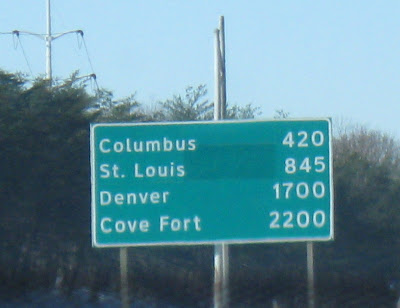 Columbus 420
St. Louis 845
Denver 1700
Cove Fort 2200